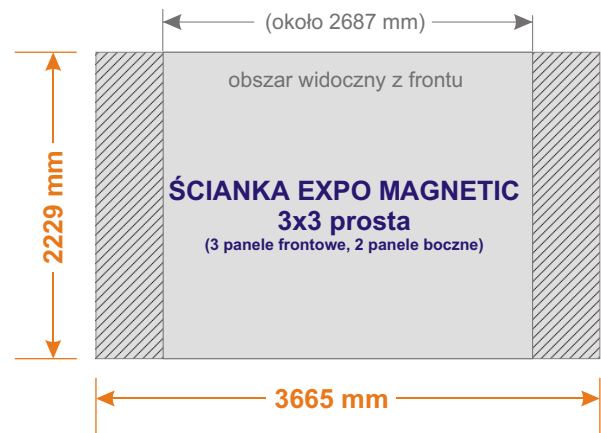 (około 2687 mm)
obszar widoczny z frontu
2229 mm
ŚCIANKA EXPO MAGNETIC
3x3 prosta
(3 panele frontowe, 2 panele boczne)
3665 mm